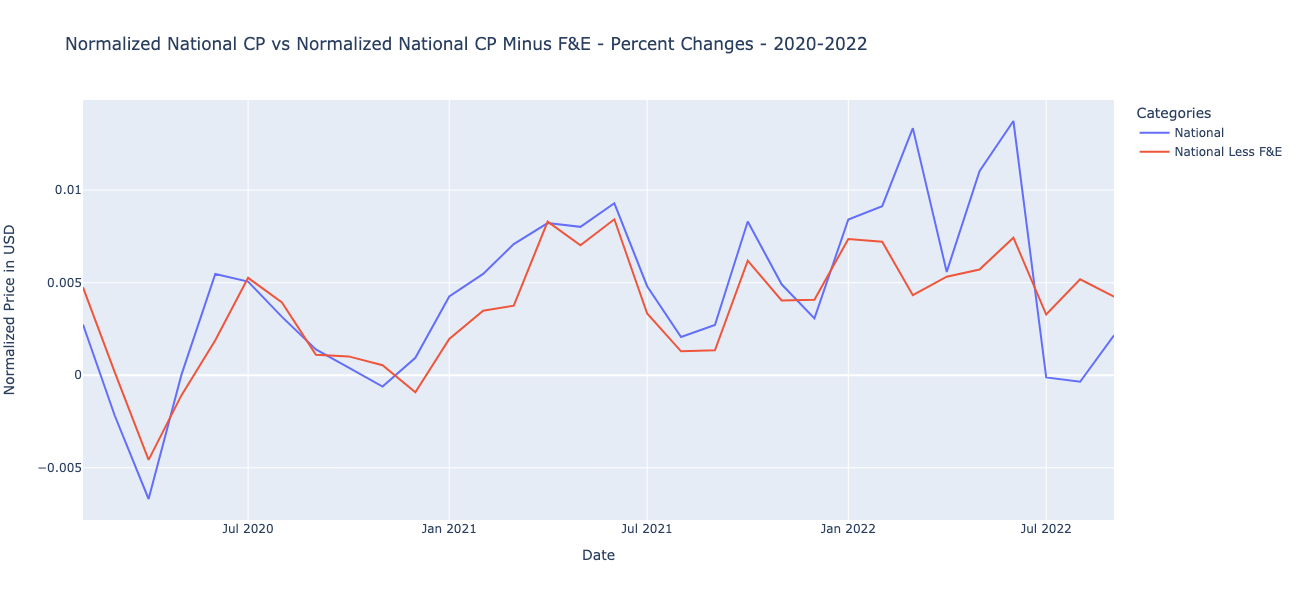 Normalized National CP vs Normalized National CP Minus F&E - Percent Changes - 2020-2022
Categories
National
National Less F&E
Normalized Price in USD
0.01
0.005
0
−0.005
Jul 2020
Jan 2021
Jul 2021
Jan 2022
Jul 2022
Date